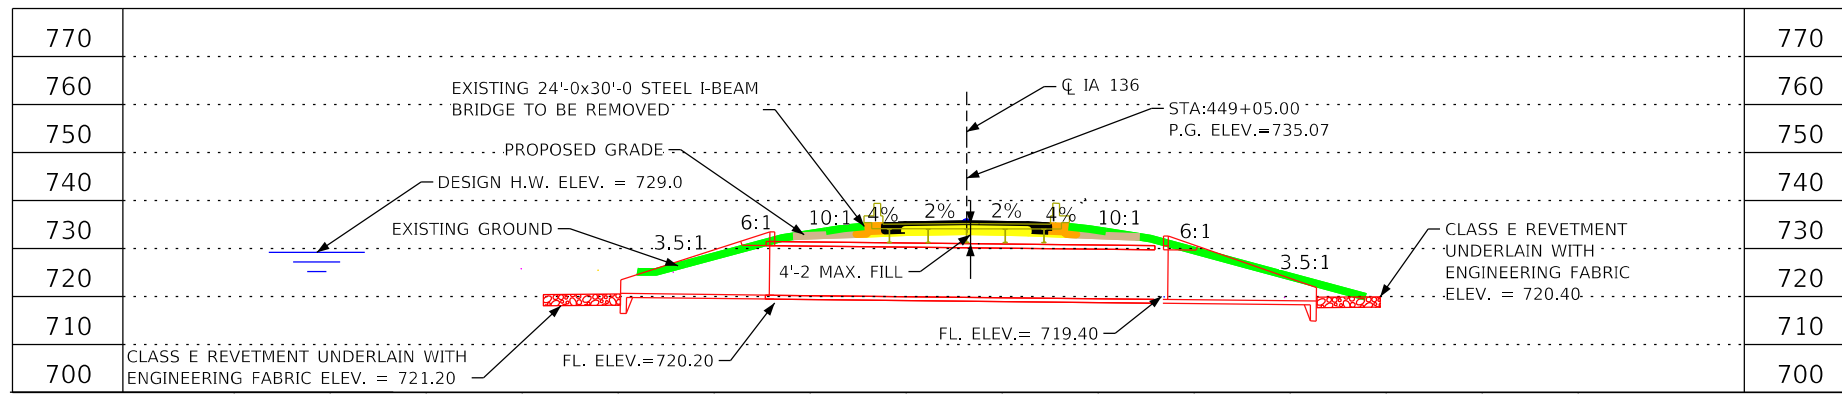 770
760
750
740
730
720
710
700
EXISTING 24'-0x30'-0 STEEL I-BEAM
BRIDGE TO BE REMOVED
PROPOSED GRADE
DESIGN H.W. ELEV. = 729.0
EXISTING GROUND
℄ IA 136
STA:449+05.00
P.G. ELEV.=735.07
3.5:1
6:1
10:1
4%
2%
2%
4%
10:1
6:1
3.5:1
4'-2 MAX. FILL
CLASS E REVETMENT
UNDERLAIN WITH
ENGINEERING FABRIC
ELEV. = 720.40
FL. ELEV.= 719.40
FL. ELEV.=720.20
CLASS E REVETMENT UNDERLAIN WITH
ENGINEERING FABRIC ELEV. = 721.20
770
760
750
740
730
720
710
700